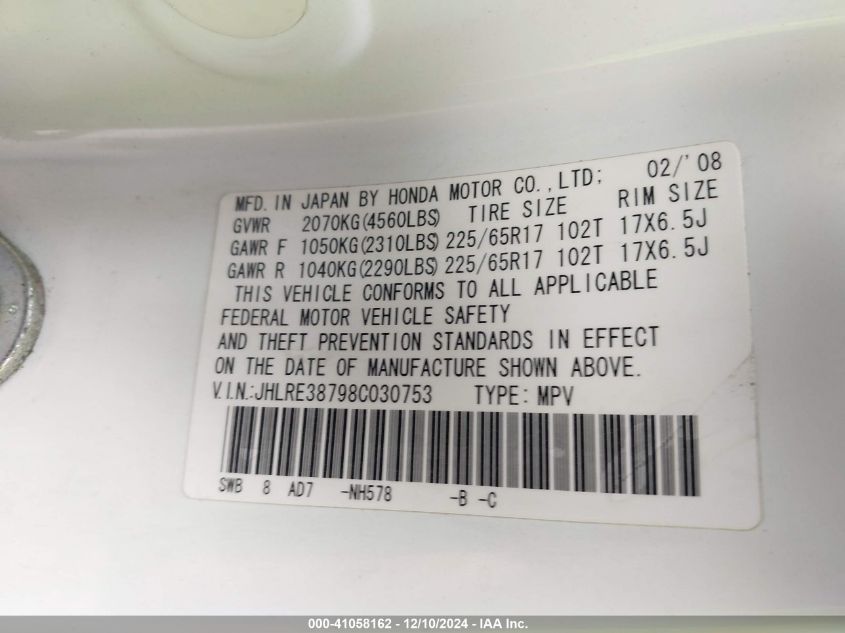 MFD. IN JAPAN BY HONDA MOTOR CO., LTD; 02/'08
GVWR 2070KG(4560LBS) TIRE SIZE RIM SIZE
GAWR F 1050KG(2310LBS) 225/65R17 102T 17X6.5J
GAWR R 1040KG(2290LBS) 225/65R17 102T 17X6.5J
THIS VEHICLE CONFORMS TO ALL APPLICABLE
FEDERAL MOTOR VEHICLE SAFETY
AND THEFT PREVENTION STANDARDS IN EFFECT
ON THE DATE OF MANUFACTURE SHOWN ABOVE.
V.I.N.:JHLRE38798C030753 TYPE: MPV
SWB 8 AD7 -NH578 -B -C
000-41058162 - 12/10/2024 - IAA Inc.